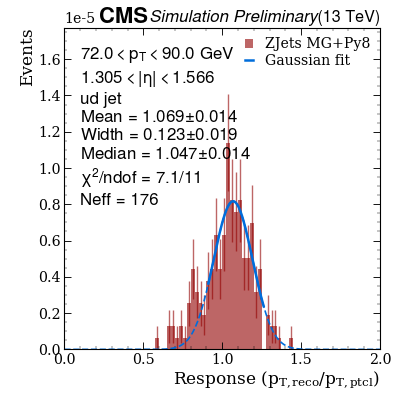 1e-5 CMS Simulation Preliminary (13 TeV)
Events
72.0 < p_T < 90.0 GeV
1.305 < |η| < 1.566
ud jet
Mean = 1.069±0.014
Width = 0.123±0.019
Median = 1.047±0.014
χ²/ndof = 7.1/11
Neff = 176
ZJets MG+Py8
Gaussian fit
1.6
1.4
1.2
1.0
0.8
0.6
0.4
0.2
0.0
0.0 0.5 1.0 1.5 2.0
Response (p_T,reco/p_T,ptcl)